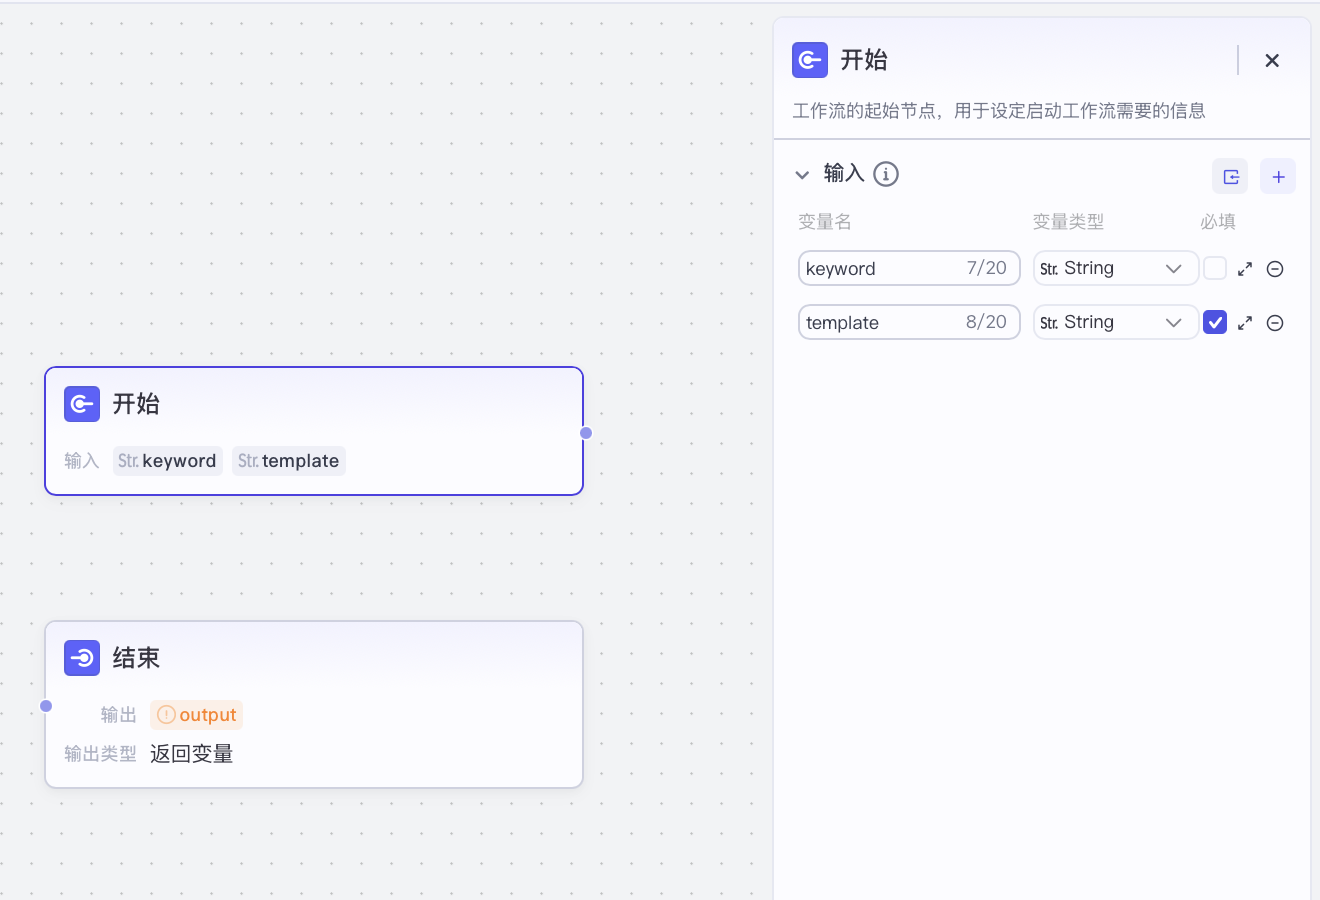 开始
工作流的起始节点，用于设定启动工作流需要的信息
输入
变量名 变量类型 必填
keyword 7/20 Str. String
template 8/20 Str. String
开始
输入 Str. keyword Str. template
结束
输出 output
输出类型 返回变量